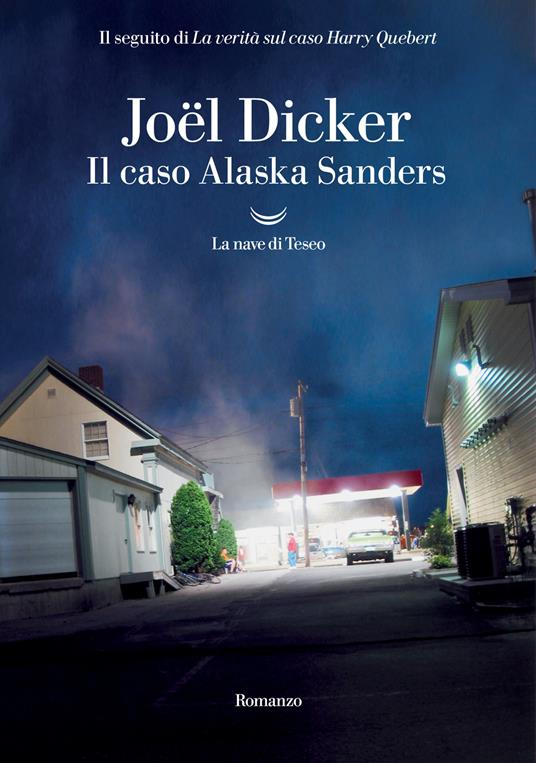 Il seguito di La verità sul caso Harry Quebert
Joël Dicker
Il caso Alaska Sanders
La nave di Teseo
Romanzo